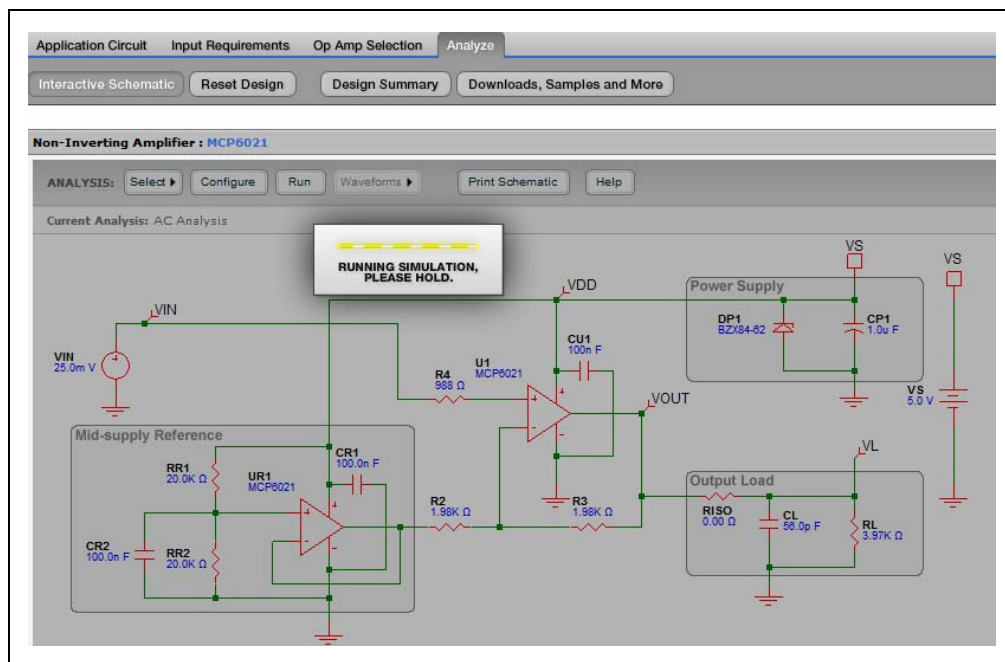 Application Circuit Input Requirements Op Amp Selection Analyze
Interactive Schematic Reset Design Design Summary Downloads, Samples and More
Non-Inverting Amplifier : MCP6021
ANALYSIS: Select Configure Run Waveforms Print Schematic Help
Current Analysis: AC Analysis
RUNNING SIMULATION,
PLEASE HOLD.
VIN
VIN
25.0m V
R4
988 Ω
U1
MCP6021
VDD
CU1
100n F
VOUT
Power Supply
VS
DP1
BZX84-62
CP1
1.0u F
VS
VS
5.0 V
Mid-supply Reference
RR1
20.0K Ω
UR1
MCP6021
CR1
100.0n F
CR2
100.0n F
RR2
20.0K Ω
R2
1.98K Ω
R3
1.98K Ω
VL
Output Load
RISO
0.00 Ω
CL
56.0p F
RL
3.97K Ω